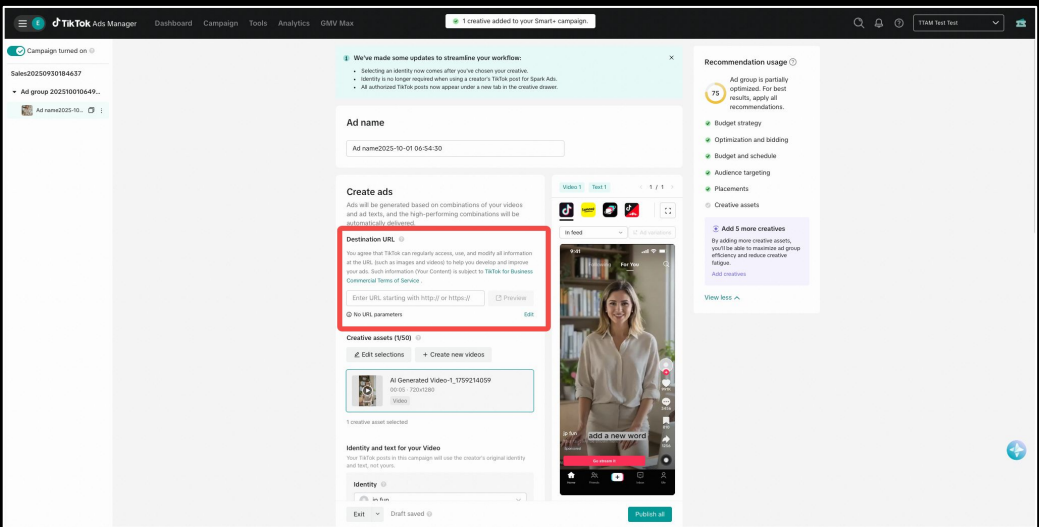 TikTok Ads Manager
Dashboard
Campaign
Tools
Analytics
GMV Max
1 creative added to your Smart+ campaign.
E
TTAM Test Test
Campaign turned on
Sales20250930184637
Ad group 202510010649...
Ad name2025-10...
We've made some updates to streamline your workflow:
Selecting an identity now comes after you've chosen your creative.
Identity is no longer required when using a creator's TikTok post for Spark Ads.
All authorized TikTok posts now appear under a new tab in the creative drawer.
Ad name
Ad name2025-10-01 06:54:30
Create ads
Ads will be generated based on combinations of your videos
and ad texts, and the high-performing combinations will be
automatically delivered.
Destination URL
You agree that TikTok can regularly access, use, and modify all information
at the URL (such as images and videos) to help you develop and improve
your ads. Such information (Your Content) is subject to TikTok for Business
Commercial Terms of Service.
Enter URL starting with http:// or https://
Preview
No URL parameters
Edit
Creative assets (1/50)
Edit selections
+ Create new videos
AI Generated Video-1_1759214059
00:05 · 720x1280
Video
1 creative asset selected
Identity and text for your Video
Your TikTok posts in this campaign will use the creator's original identity
and text, not yours.
Identity
jp fun
Exit
Draft saved
Publish all
Video 1
Text 1
1 / 1
In feed
9:41
For You
jp fun
add a new word
Sponsored
Home
Inbox
Me
Recommendation usage
75
Ad group is partially
optimized. For best
results, apply all
recommendations.
Budget strategy
Optimization and bidding
Budget and schedule
Audience targeting
Placements
Creative assets
Add 5 more creatives
By adding more creative assets,
you'll be able to maximize ad group
efficiency and reduce creative
fatigue.
Add creatives
View less